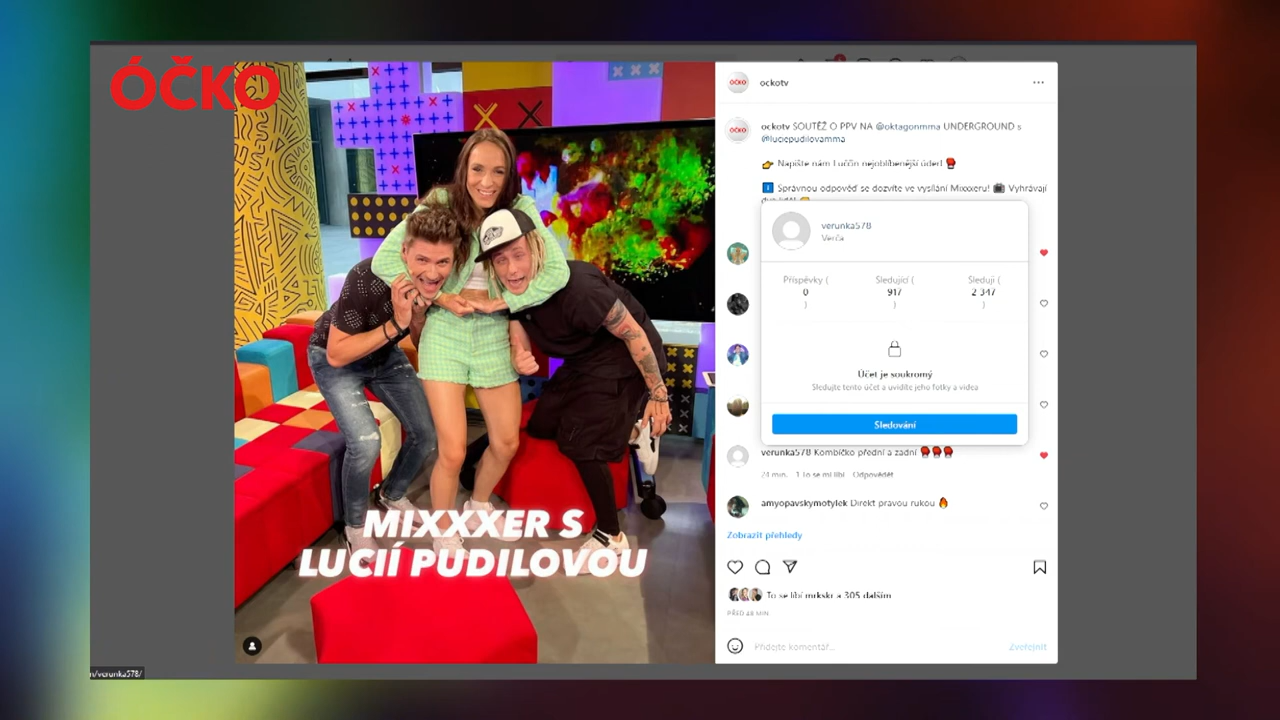 ÓČKO
ockotv
ockotv SOUTĚŽ O PPV NA @oktagonmma UNDERGROUND s
@luciepudilovamma
👉 Napište nám Luččin nejoblíbenější úder! 🥊
ℹ️ Správnou odpověď se dozvíte ve vysílání Mixxxeru! 📺 Vyhrávají
verunka578
Verča
Příspěvky ( Sledující ( Sleduji (
0 917 2 347
) ) )
Účet je soukromý
Sledujte tento účet a uvidíte jeho fotky a videa
Sledování
verunka578 Kombíčko přední a zadní 🥊🥊🥊
24 min. 1 To se mi líbí Odpovědět
amyopavskymotylek Direkt pravou rukou 🔥
Zobrazit přehledy
To se líbí mrkskr a 305 dalším
PŘED 48 MIN
Přidejte komentář... Zveřejnit
MIXXXER S
LUCIÍ PUDILOVOU
n/verunka578/